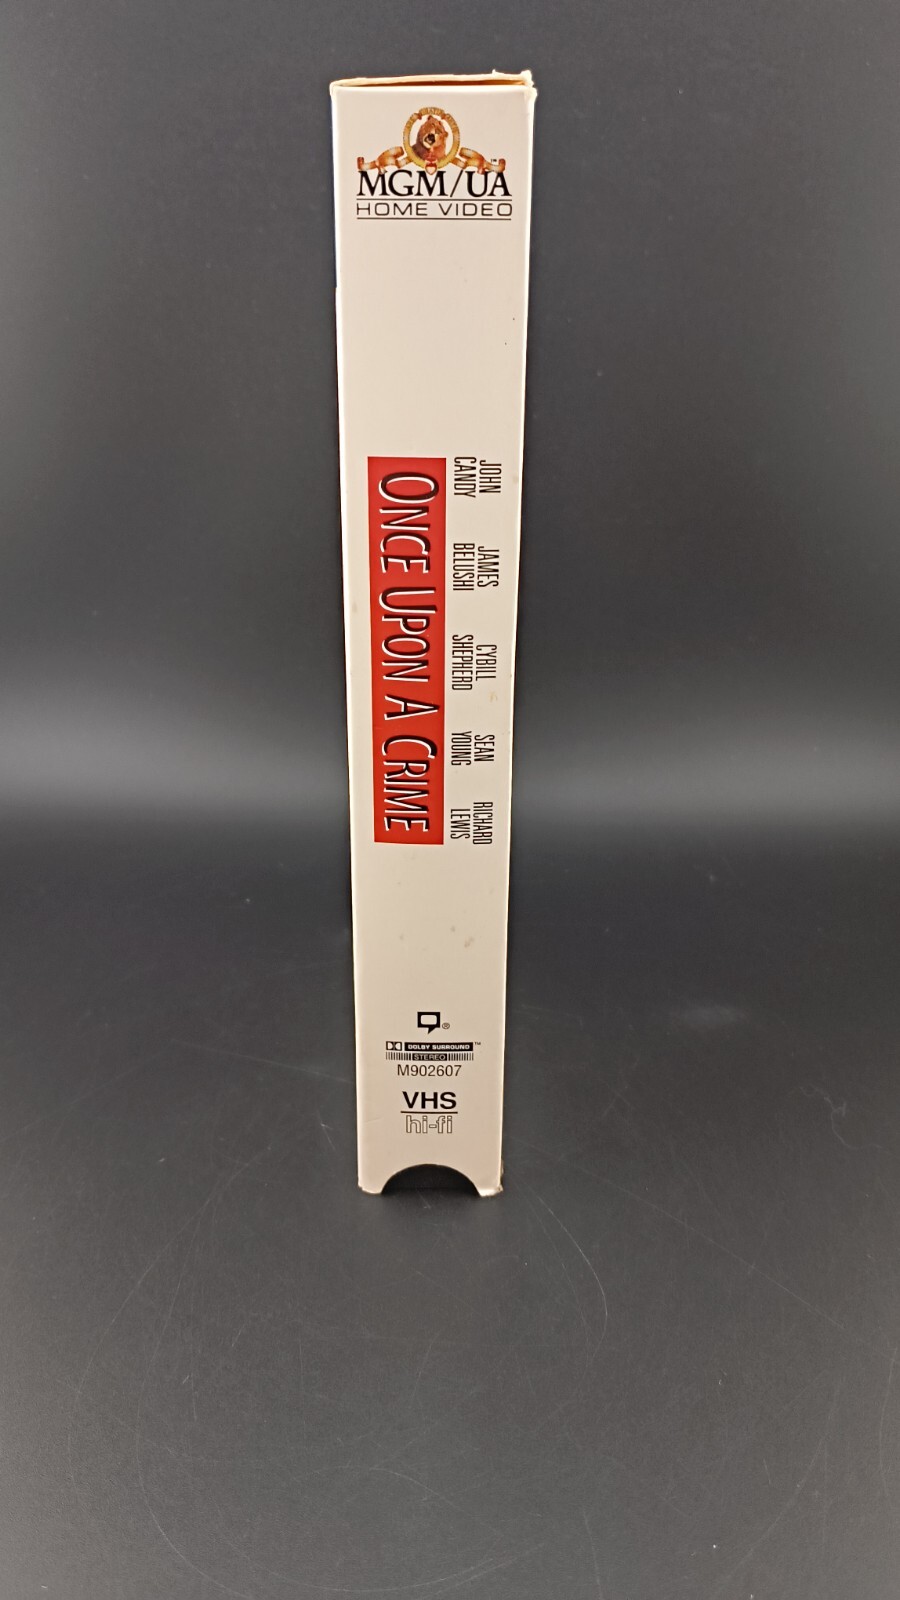 MGM/UA
HOME VIDEO
JOHN
CANDY
JAMES
BELUSHI
CYBILL
SHEPHERD
SEAN
YOUNG
RICHARD
LEWIS
ONCE UPON A CRIME
®
DOLBY SURROUND™
STEREO
M902607
VHS
hi-fi